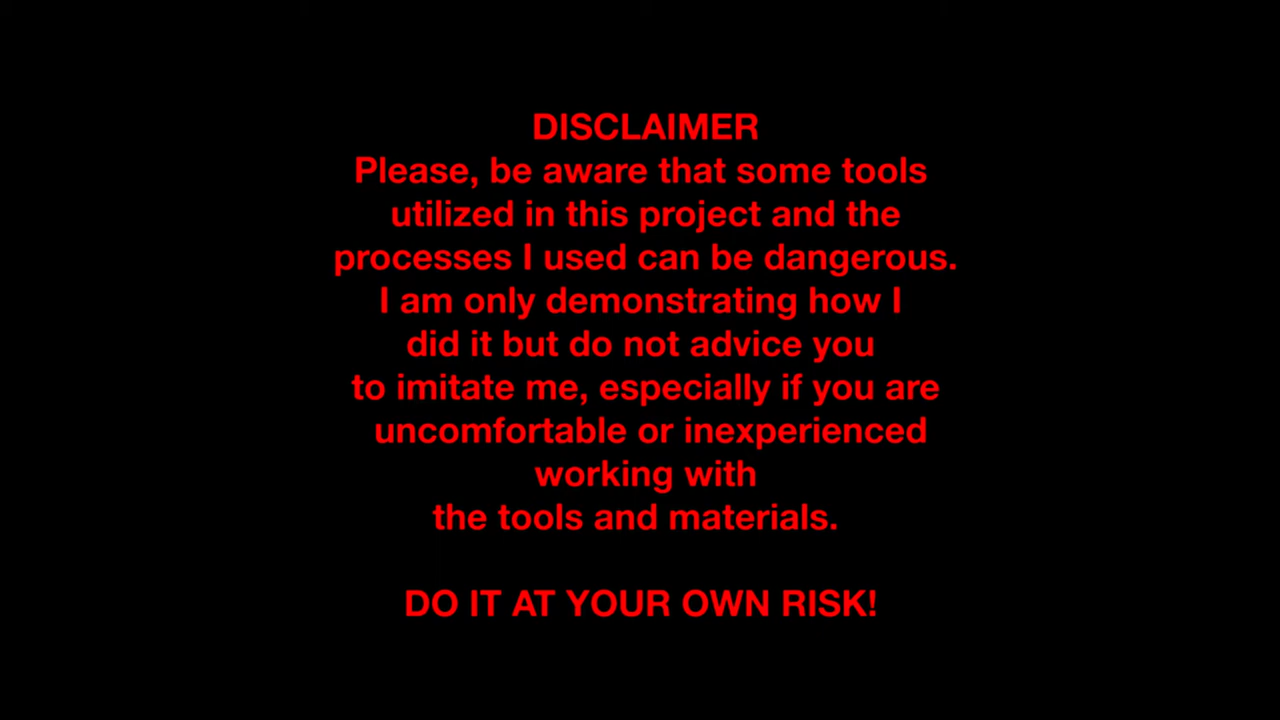 DISCLAIMER
Please, be aware that some tools
utilized in this project and the
processes I used can be dangerous.
I am only demonstrating how I
did it but do not advice you
to imitate me, especially if you are
uncomfortable or inexperienced
working with
the tools and materials.
DO IT AT YOUR OWN RISK!